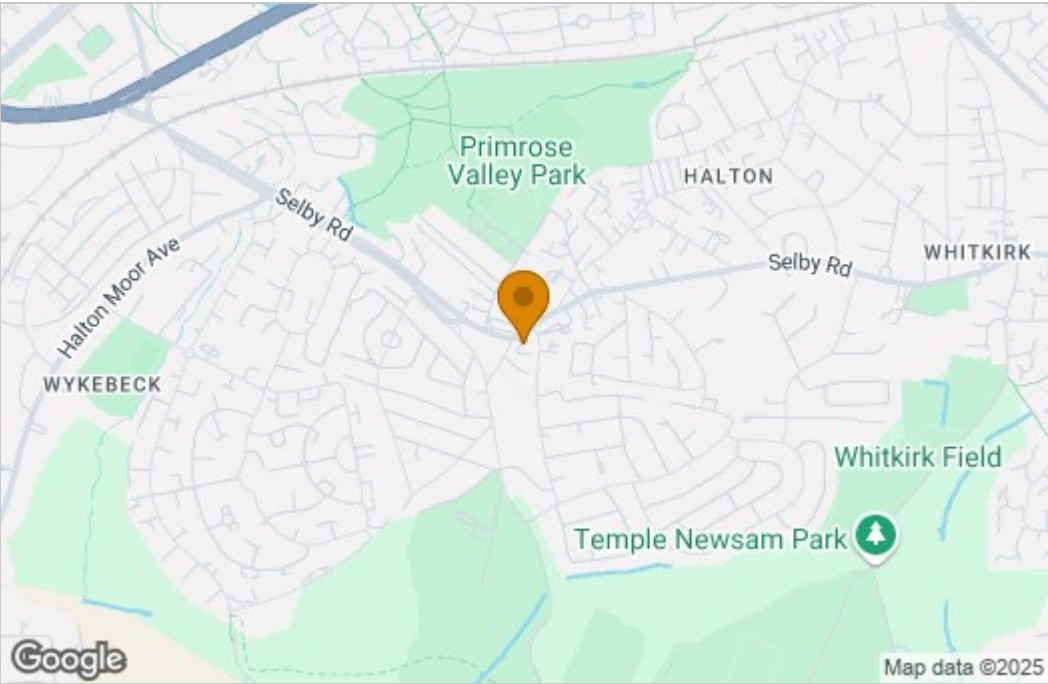 Primrose
Valley Park
HALTON
Selby Rd
Selby Rd
WHITKIRK
Halton Moor Ave
WYKEBECK
Whitkirk Field
Temple Newsam Park
Google
Map data ©2025